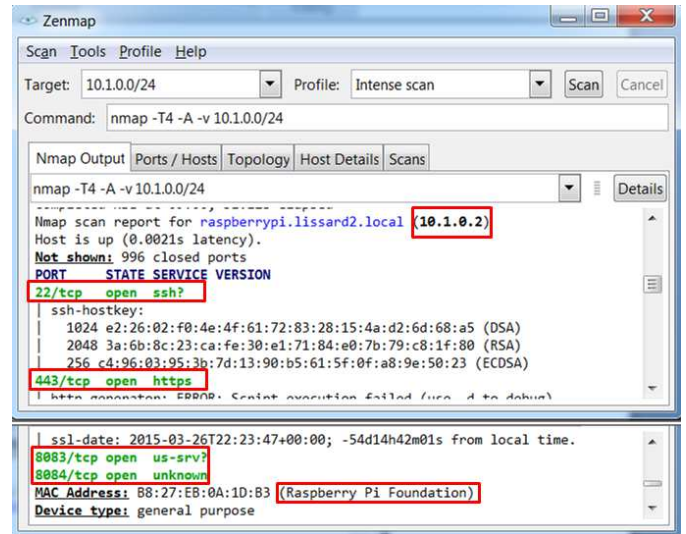 Zenmap
Scan Tools Profile Help
Target: 10.1.0.0/24 Profile: Intense scan Scan Cancel
Command: nmap -T4 -A -v 10.1.0.0/24
Nmap Output Ports / Hosts Topology Host Details Scans
nmap -T4 -A -v 10.1.0.0/24 Details
Nmap scan report for raspberrypi.lissard2.local (10.1.0.2)
Host is up (0.0021s latency).
Not shown: 996 closed ports
PORT STATE SERVICE VERSION
22/tcp open ssh?
| ssh-hostkey:
| 1024 e2:26:02:f0:4e:4f:61:72:83:28:15:4a:d2:6d:68:a5 (DSA)
| 2048 3a:6b:8c:23:ca:fe:30:e1:71:84:e0:7b:79:c8:1f:80 (RSA)
| 256 c4:96:03:95:3b:7d:13:90:b5:61:5f:0f:a8:9e:50:23 (ECDSA)
443/tcp open https
| ssl-date: 2015-03-26T22:23:47+00:00; -54d14h42m01s from local time.
8083/tcp open us-srv?
8084/tcp open unknown
MAC Address: B8:27:EB:0A:1D:B3 (Raspberry Pi Foundation)
Device type: general purpose